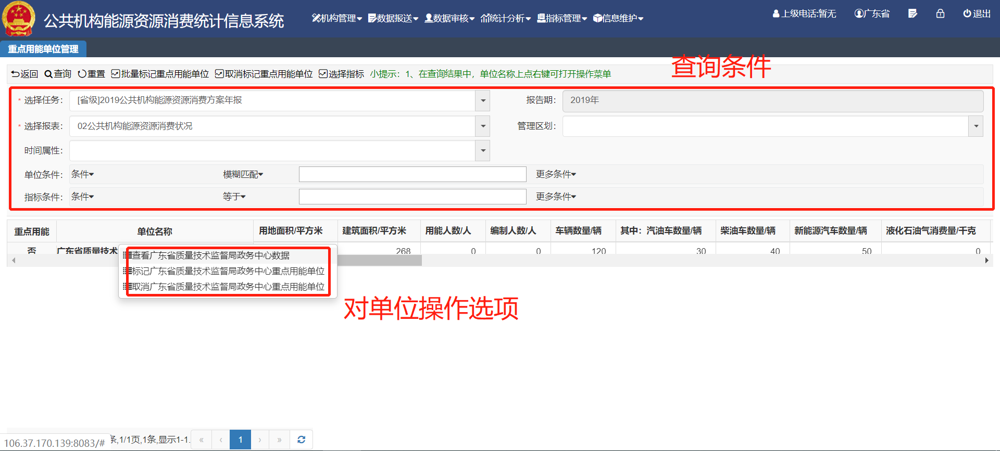 公共机构能源资源消费统计信息系统
机构管理 数据报送 数据审核 统计分析 指标管理 信息维护
上级电话:暂无 广东省 退出
重点用能单位管理
返回 查询 重置 批量标记重点用能单位 取消标记重点用能单位 选择指标 小提示：1、在查询结果中，单位名称上点右键可打开操作菜单
查询条件
* 选择任务： [省级]2019公共机构能源资源消费方案年报 报告期： 2019年
* 选择报表： 02公共机构能源资源消费状况 管理区划：
时间属性：
单位条件： 条件 模糊匹配 更多条件
指标条件： 条件 等于 更多条件
重点用能 单位名称 用地面积/平方米 建筑面积/平方米 用能人数/人 编制人数/人 车辆数量/辆 其中：汽油车数量/辆 柴油车数量/辆 新能源汽车数量/辆 液化石油气消费量/千克
否 广东省质量技术 268 0 0 120 30 40 50 0
查看广东省质量技术监督局政务中心数据
标记广东省质量技术监督局政务中心重点用能单位
取消广东省质量技术监督局政务中心重点用能单位
对单位操作选项
条,1/1页,1条,显示1-1. « ‹ 1 › »
106.37.170.139:8083/#